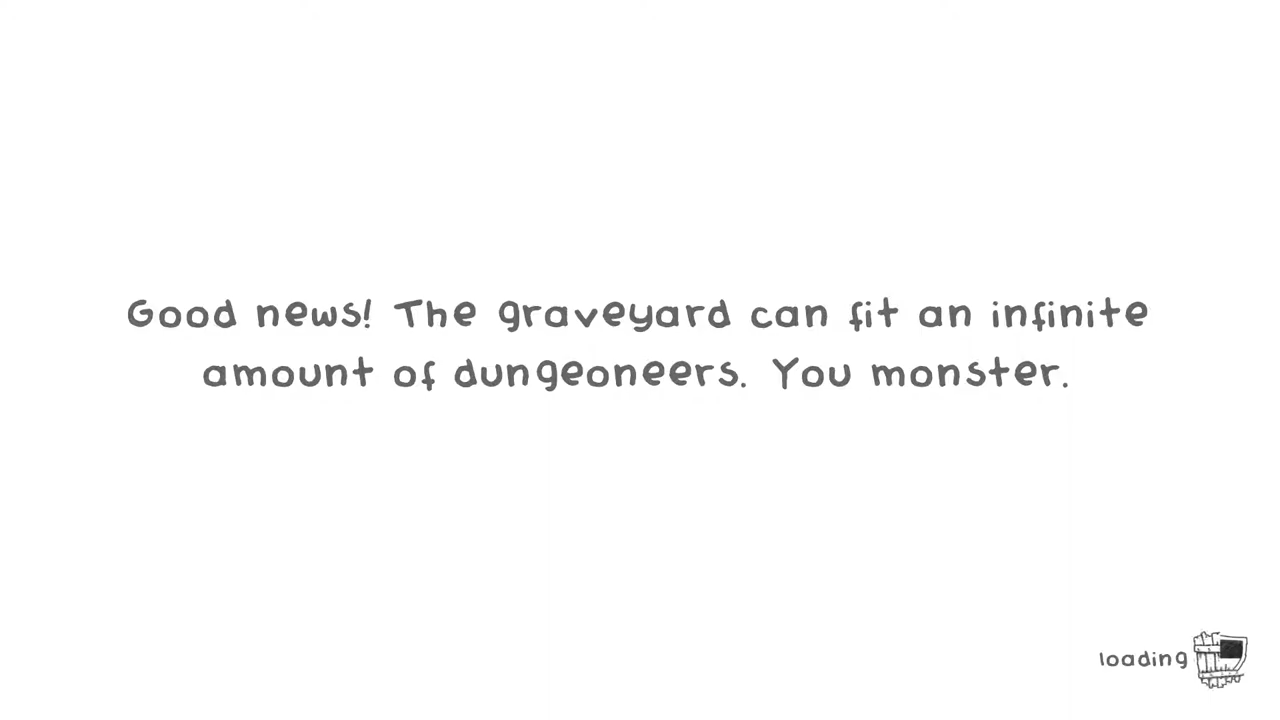 Good news! The graveyard can fit an infinite
amount of dungeoneers. You monster.
loading